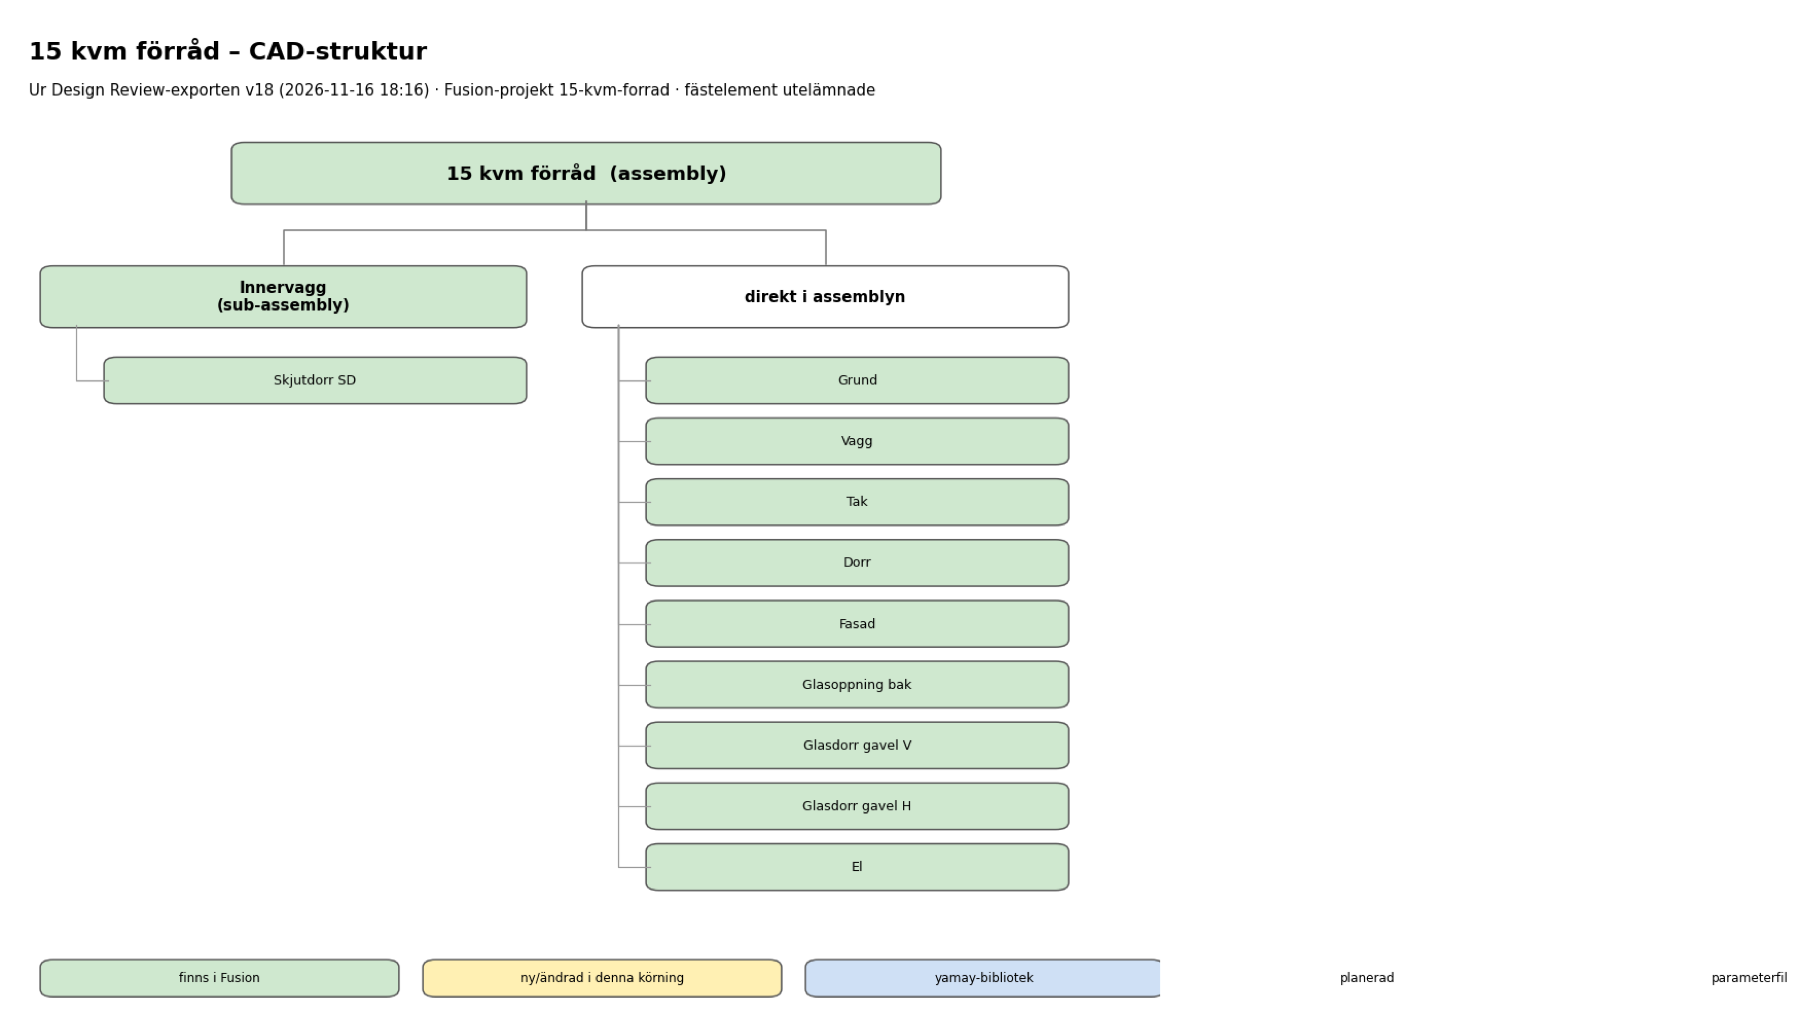 15 kvm förråd – CAD-struktur
Ur Design Review-exporten v18 (2026-11-16 18:16) · Fusion-projekt 15-kvm-forrad · fästelement utelämnade
15 kvm förråd (assembly)
Innervagg
(sub-assembly)
direkt i assemblyn
Skjutdorr SD
Grund
Vagg
Tak
Dorr
Fasad
Glasoppning bak
Glasdorr gavel V
Glasdorr gavel H
El
finns i Fusion
ny/ändrad i denna körning
yamay-bibliotek
planerad
parameterfil